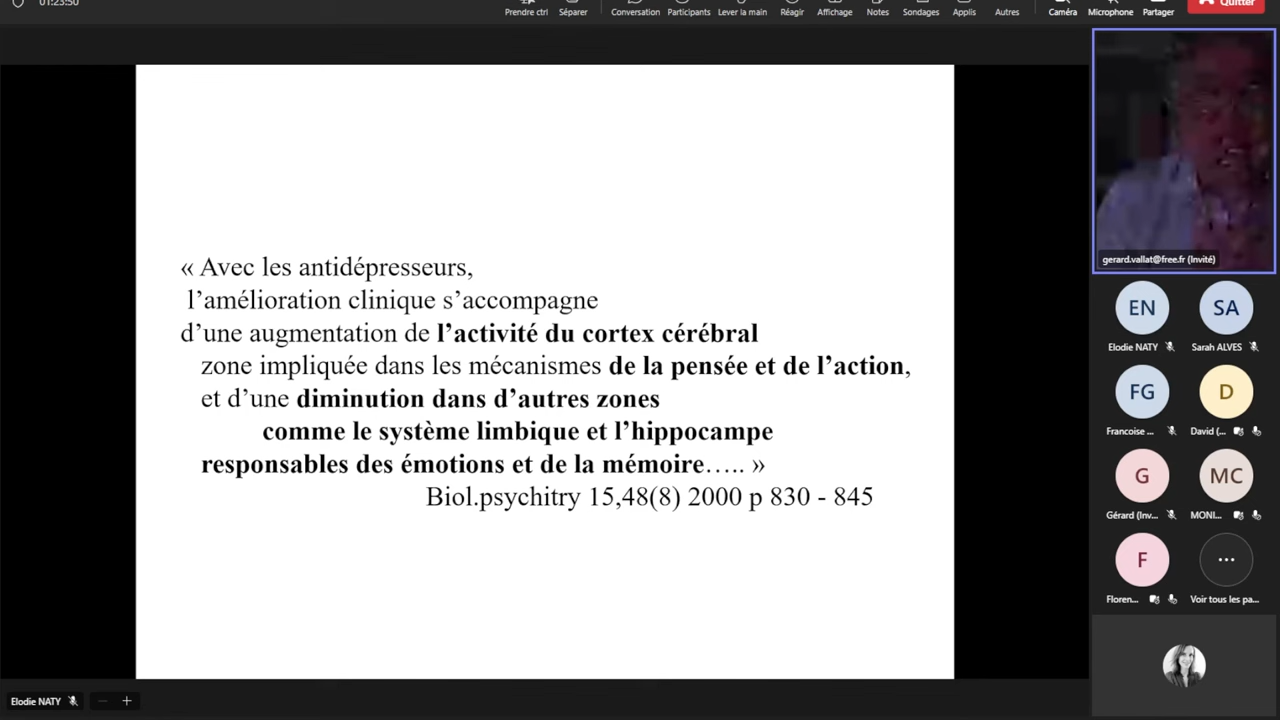 01:23:50
Prendre ctrl Séparer Conversation Participants Lever la main Réagir Affichage Notes Sondages Applis Autres Caméra Microphone Partager Quitter
« Avec les antidépresseurs,
l’amélioration clinique s’accompagne
d’une augmentation de l’activité du cortex cérébral
zone impliquée dans les mécanismes de la pensée et de l’action,
et d’une diminution dans d’autres zones
comme le système limbique et l’hippocampe
responsables des émotions et de la mémoire….. »
Biol.psychitry 15,48(8) 2000 p 830 - 845
gerard.vallat@free.fr (Invité)
EN SA
Elodie NATY Sarah ALVES
FG D
Francoise ... David (...
G MC
Gérard (Inv... MONI...
F ...
Floren... Voir tous les pa...
Elodie NATY